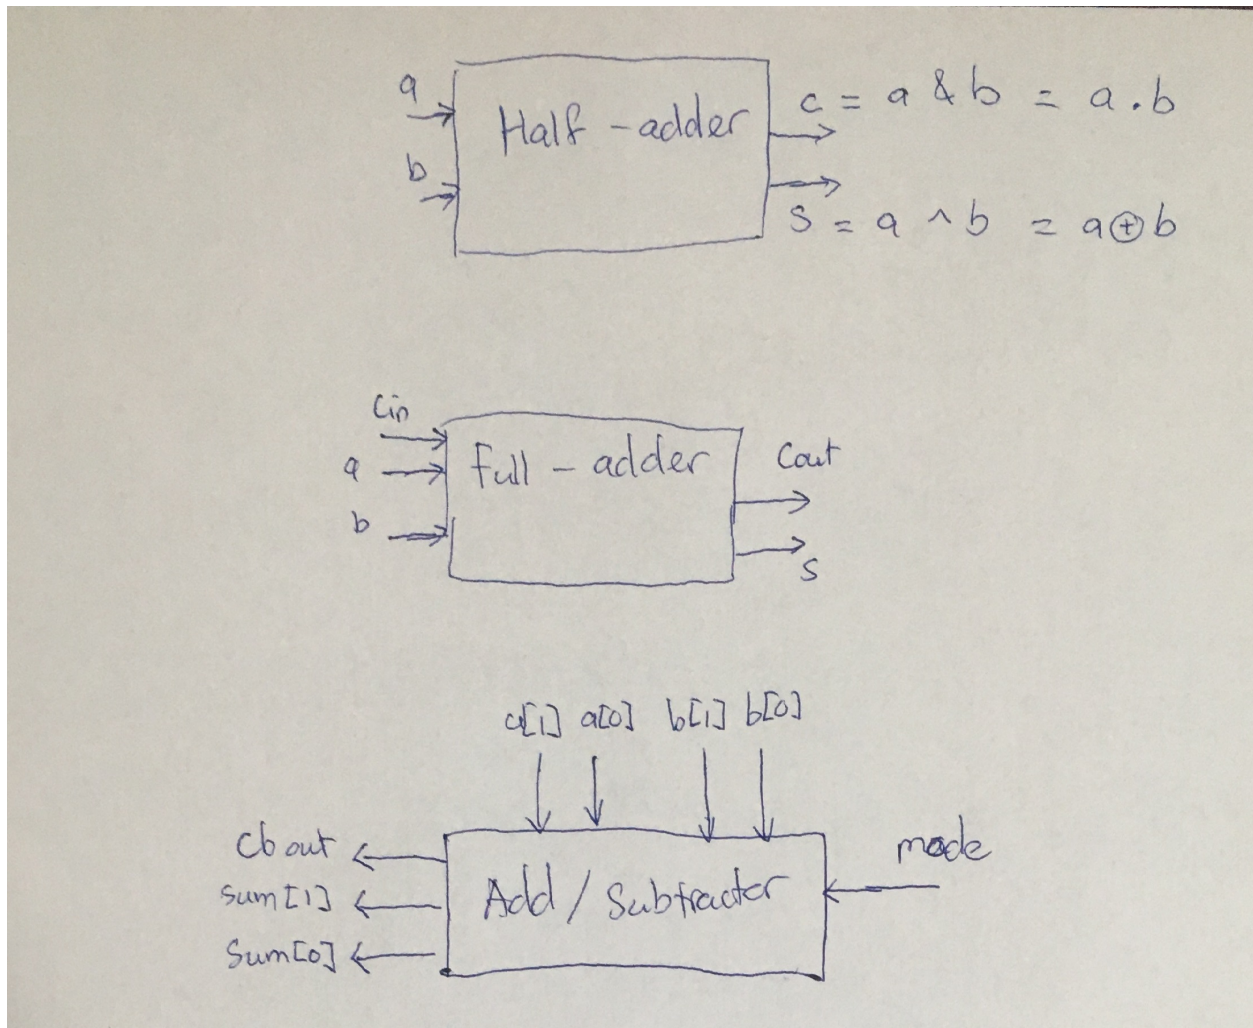 a
Half - adder
c = a & b = a . b
b
S = a ^ b = a ⊕ b
Cin
a
Full - adder
Cout
b
S
a[1] a[0] b[1] b[0]
Cb out
mode
sum[1]
Add / Subtracter
Sum[0]